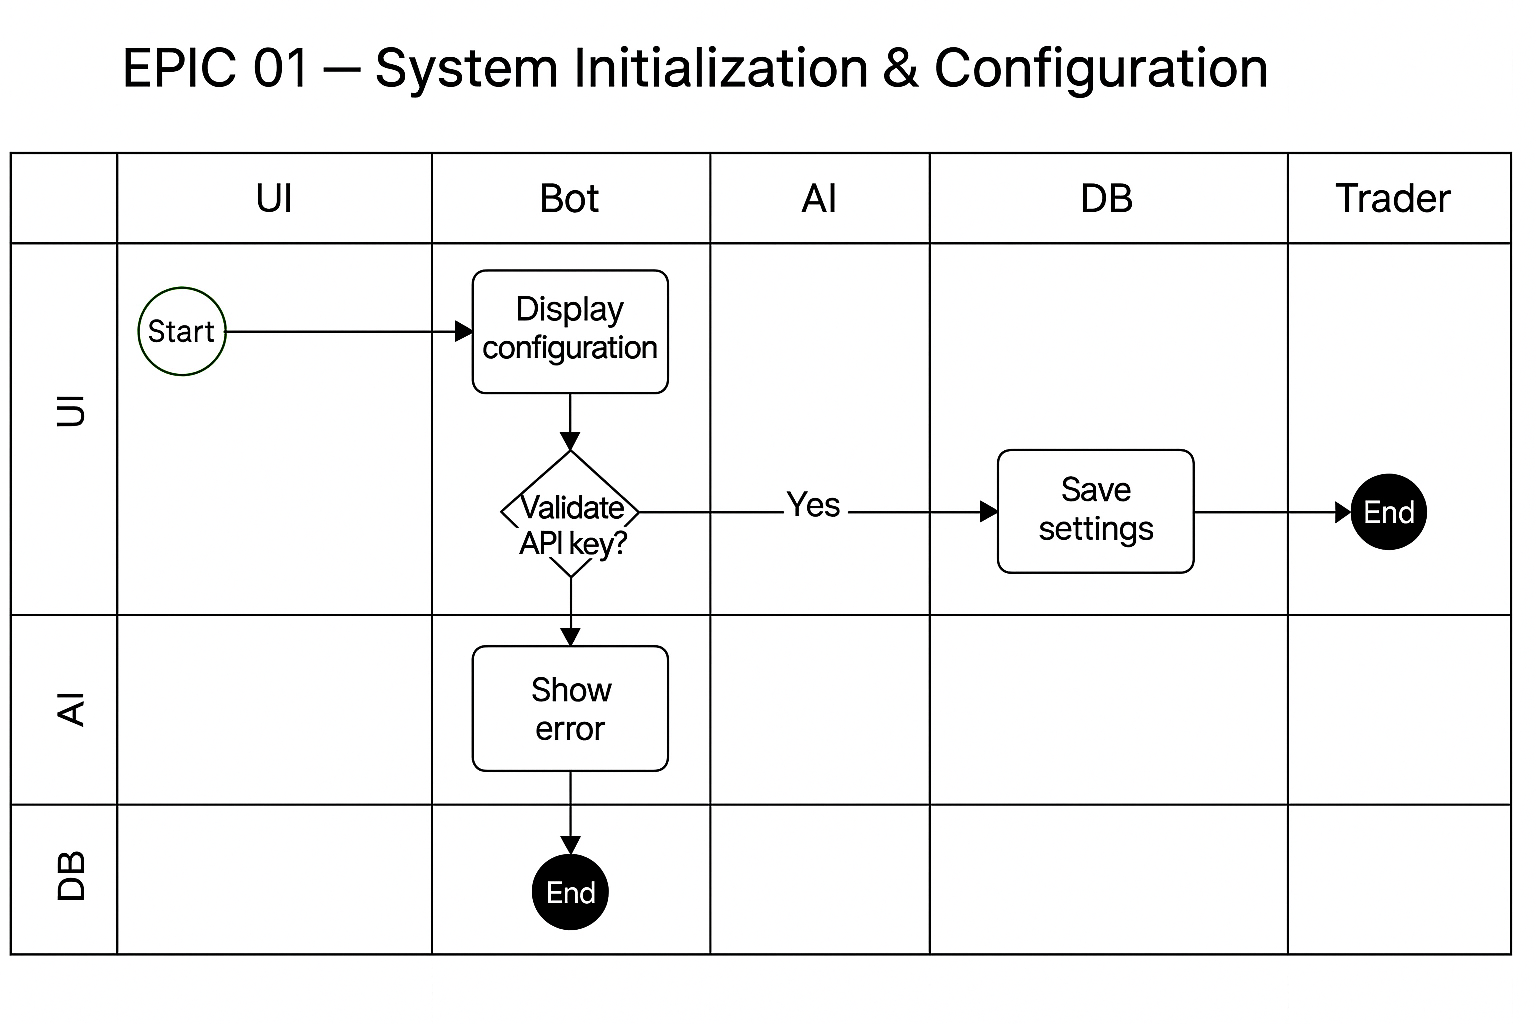 EPIC 01 — System Initialization & Configuration
UI Bot AI DB Trader
UI
Start
Display
configuration
Validate
API key?
Yes
Save
settings
End
AI
Show
error
DB
End